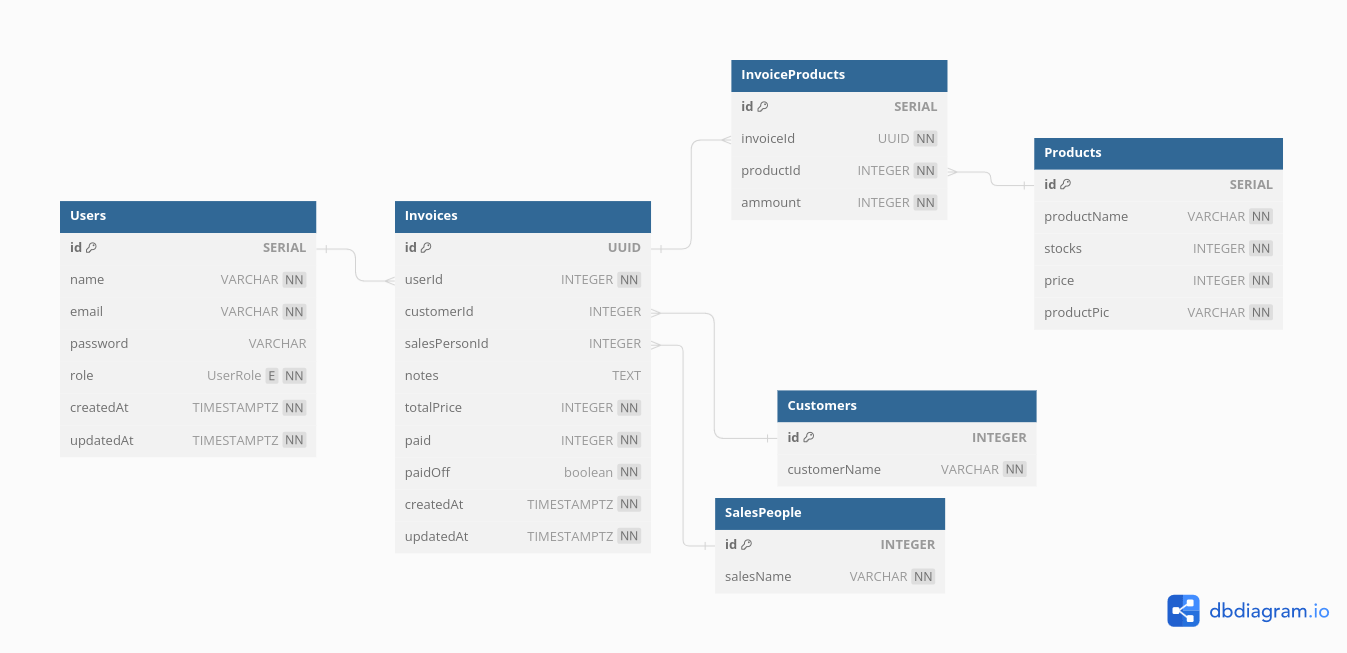 Users
id SERIAL
name VARCHAR NN
email VARCHAR NN
password VARCHAR
role UserRole E NN
createdAt TIMESTAMPTZ NN
updatedAt TIMESTAMPTZ NN
Invoices
id UUID
userId INTEGER NN
customerId INTEGER
salesPersonId INTEGER
notes TEXT
totalPrice INTEGER NN
paid INTEGER NN
paidOff boolean NN
createdAt TIMESTAMPTZ NN
updatedAt TIMESTAMPTZ NN
InvoiceProducts
id SERIAL
invoiceId UUID NN
productId INTEGER NN
ammount INTEGER NN
Products
id SERIAL
productName VARCHAR NN
stocks INTEGER NN
price INTEGER NN
productPic VARCHAR NN
Customers
id INTEGER
customerName VARCHAR NN
SalesPeople
id INTEGER
salesName VARCHAR NN
dbdiagram.io